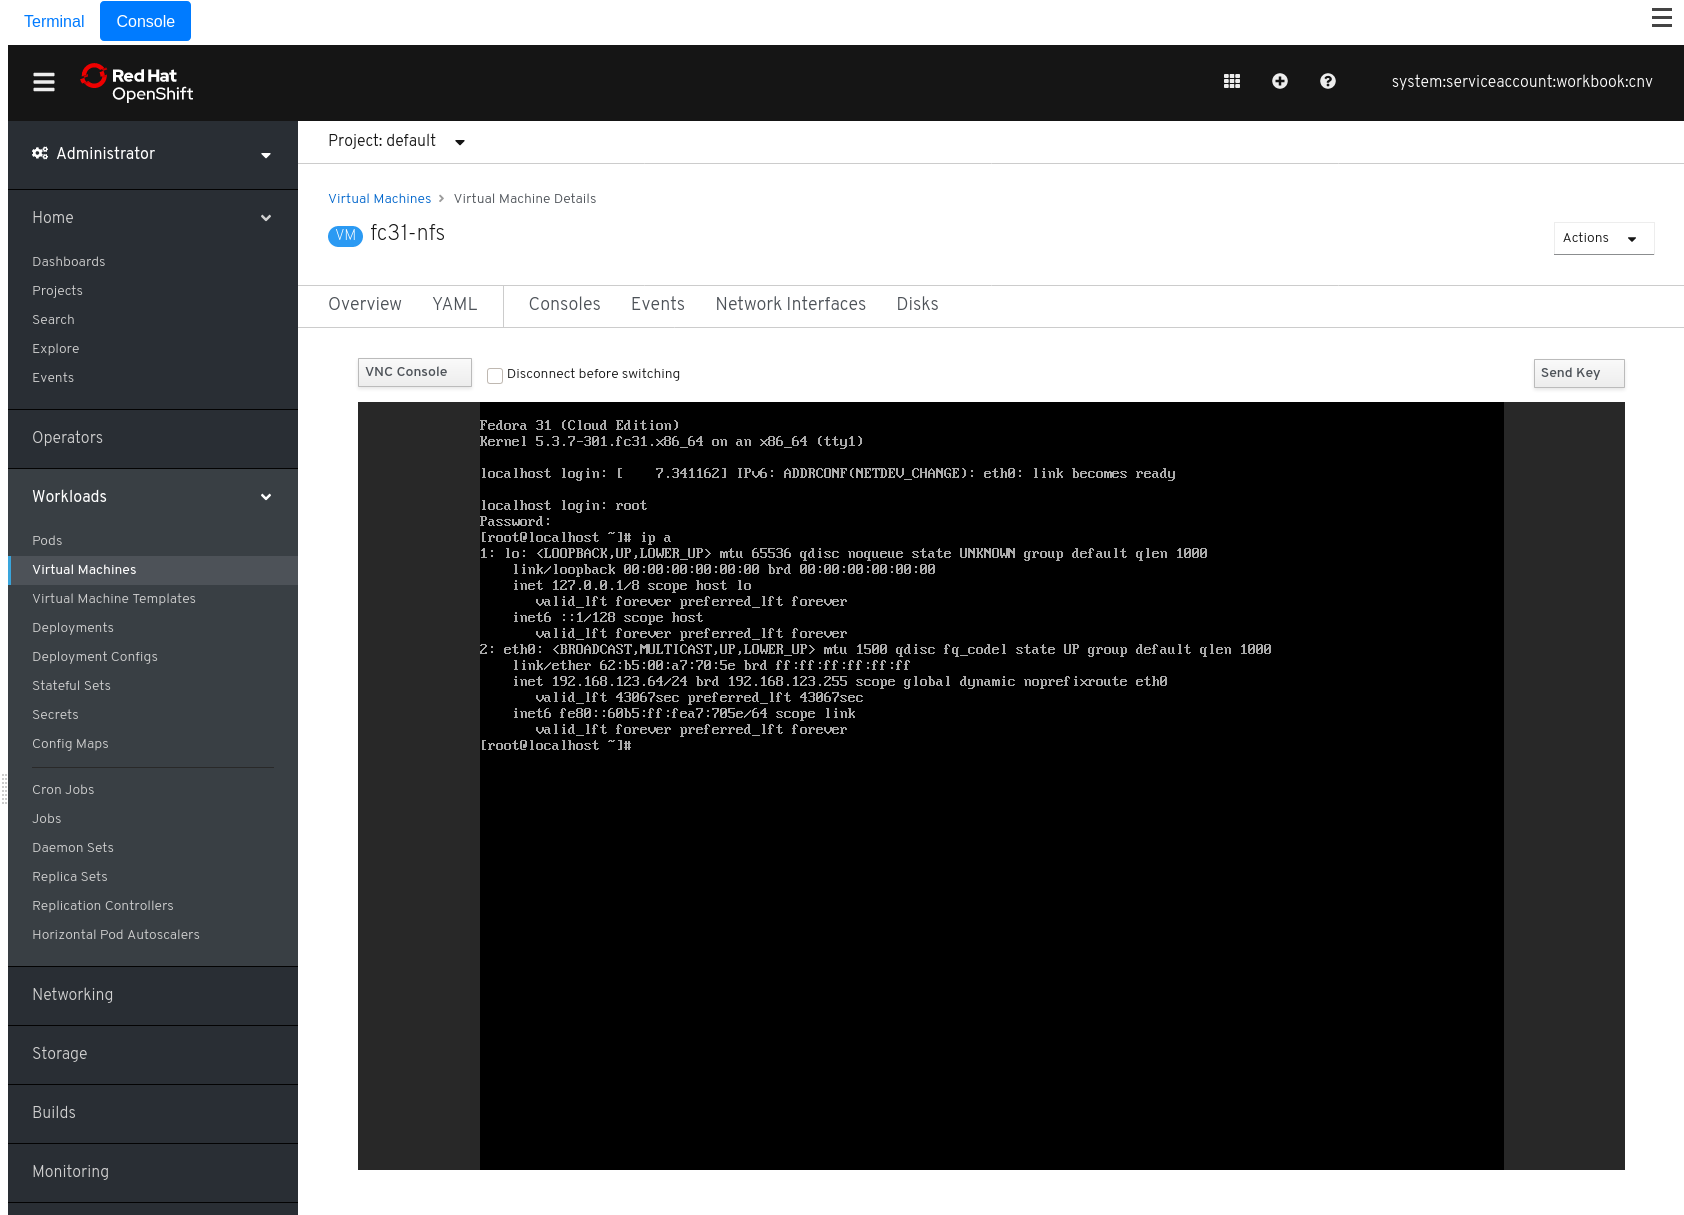 Terminal Console
Red Hat
OpenShift
system:serviceaccount:workbook:cnv
Administrator
Home
Dashboards
Projects
Search
Explore
Events
Operators
Workloads
Pods
Virtual Machines
Virtual Machine Templates
Deployments
Deployment Configs
Stateful Sets
Secrets
Config Maps
Cron Jobs
Jobs
Daemon Sets
Replica Sets
Replication Controllers
Horizontal Pod Autoscalers
Networking
Storage
Builds
Monitoring
Project: default
Virtual Machines > Virtual Machine Details
VM fc31-nfs
Actions
Overview YAML Consoles Events Network Interfaces Disks
VNC Console Disconnect before switching Send Key
Fedora 31 (Cloud Edition)
Kernel 5.3.7-301.fc31.x86_64 on an x86_64 (tty1)
localhost login: [    7.341162] IPv6: ADDRCONF(NETDEV_CHANGE): eth0: link becomes ready
localhost login: root
Password:
[root@localhost ~]# ip a
1: lo: <LOOPBACK,UP,LOWER_UP> mtu 65536 qdisc noqueue state UNKNOWN group default qlen 1000
link/loopback 00:00:00:00:00:00 brd 00:00:00:00:00:00
inet 127.0.0.1/8 scope host lo
valid_lft forever preferred_lft forever
inet6 ::1/128 scope host
valid_lft forever preferred_lft forever
2: eth0: <BROADCAST,MULTICAST,UP,LOWER_UP> mtu 1500 qdisc fq_codel state UP group default qlen 1000
link/ether 62:b5:00:a7:70:5e brd ff:ff:ff:ff:ff:ff
inet 192.168.123.64/24 brd 192.168.123.255 scope global dynamic noprefixroute eth0
valid_lft 43067sec preferred_lft 43067sec
inet6 fe80::60b5:ff:fea7:705e/64 scope link
valid_lft forever preferred_lft forever
[root@localhost ~]#